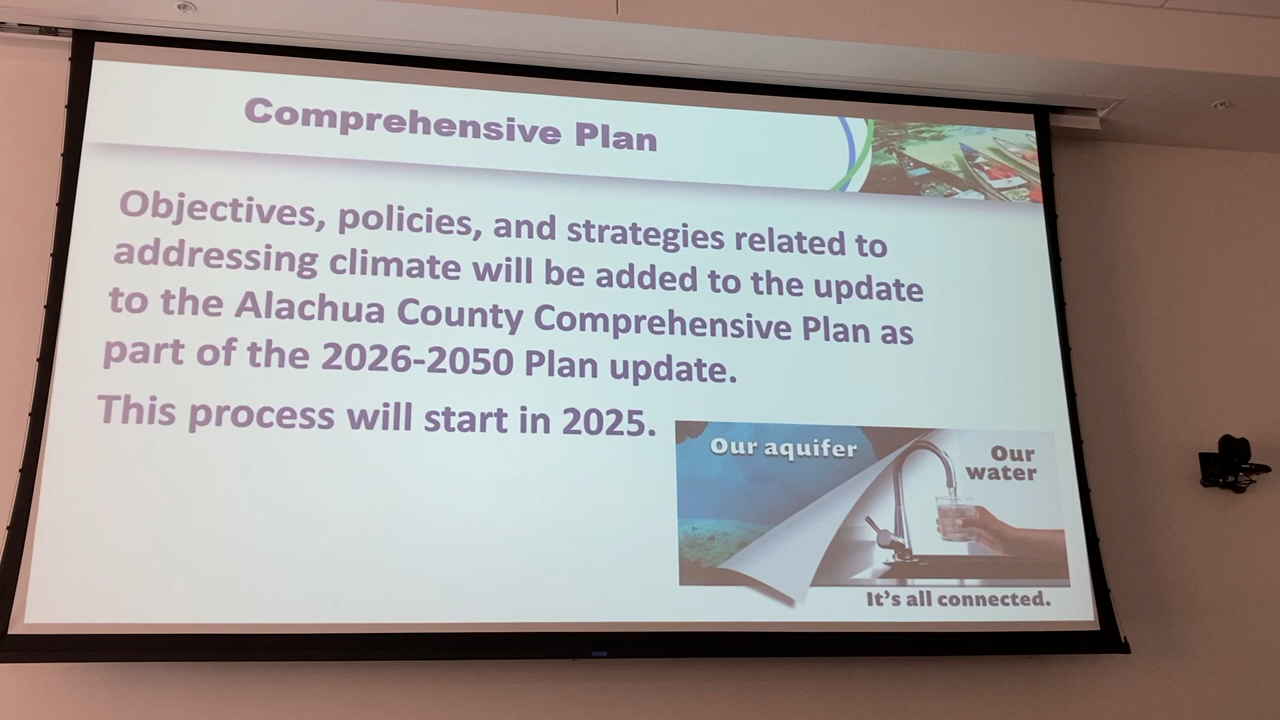 Comprehensive Plan
Objectives, policies, and strategies related to
addressing climate will be added to the update
to the Alachua County Comprehensive Plan as
part of the 2026-2050 Plan update.
This process will start in 2025.
Our aquifer
Our
water
It's all connected.